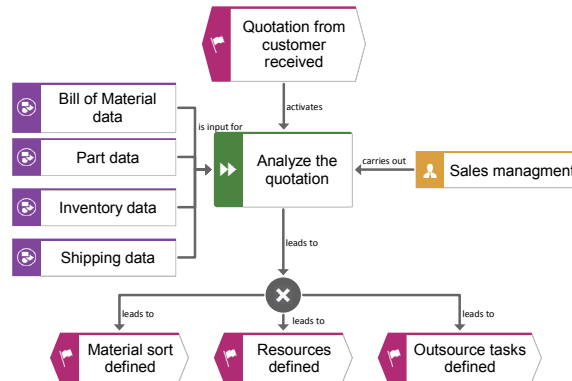 Quotation from
customer
received
activates
Bill of Material
data
is input for
Part data
Analyze the
quotation
carries out
Sales managment
Inventory data
Shipping data
leads to
leads to
leads to
leads to
Material sort
defined
Resources
defined
Outsource tasks
defined